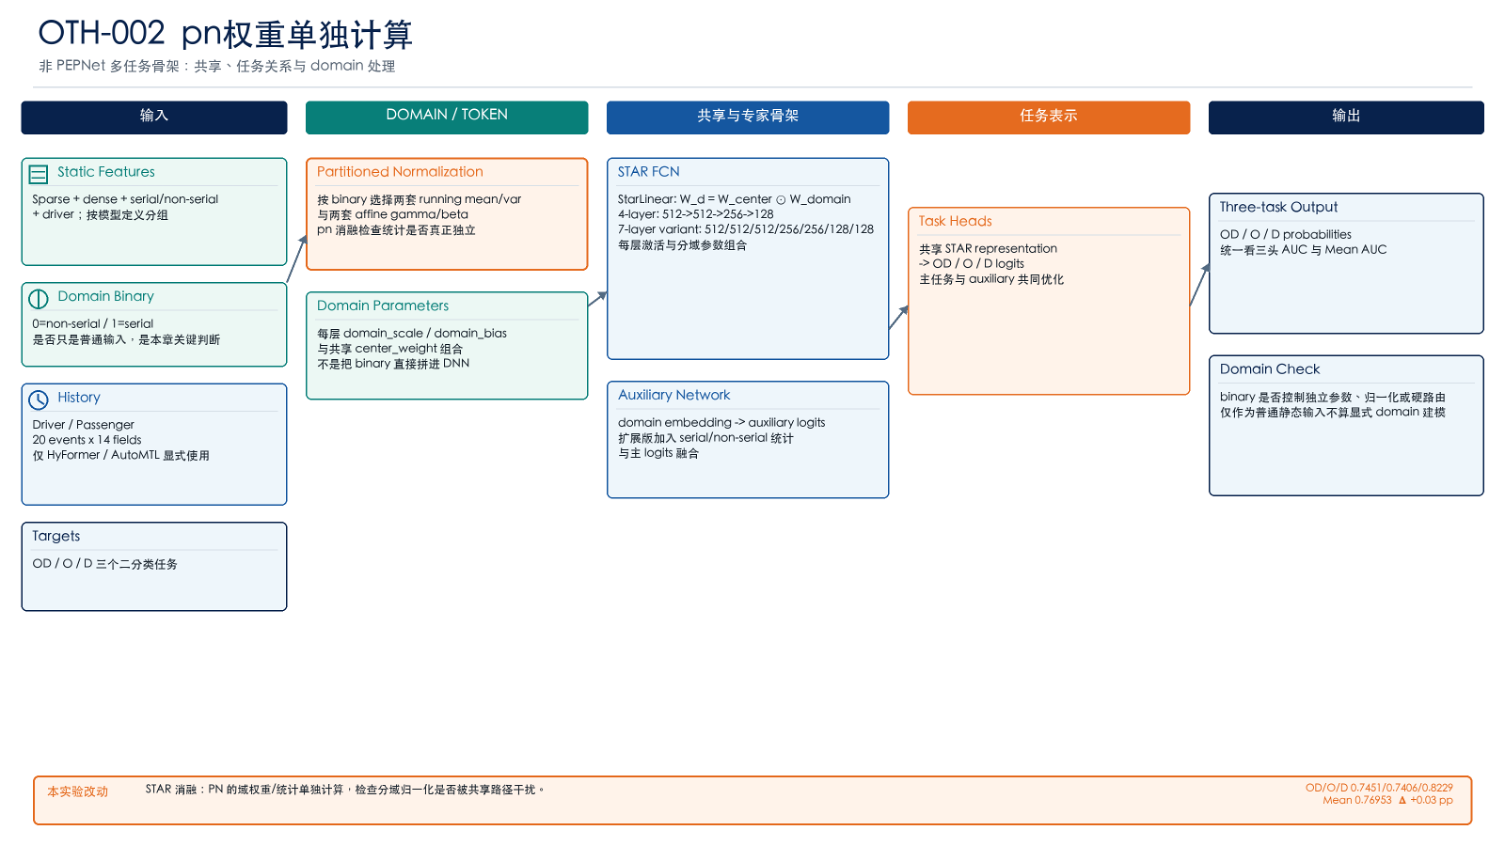 OTH-002 pn权重单独计算
非 PEPNet 多任务骨架：共享、任务关系与 domain 处理
输入
DOMAIN / TOKEN
共享与专家骨架
任务表示
输出
Static Features
Sparse + dense + serial/non-serial
+ driver；按模型定义分组
Domain Binary
0=non-serial / 1=serial
是否只是普通输入，是本章关键判断
History
Driver / Passenger
20 events x 14 fields
仅 HyFormer / AutoMTL 显式使用
Targets
OD / O / D 三个二分类任务
Partitioned Normalization
按 binary 选择两套 running mean/var
与两套 affine gamma/beta
pn 消融检查统计是否真正独立
Domain Parameters
每层 domain_scale / domain_bias
与共享 center_weight 组合
不是把 binary 直接拼进 DNN
STAR FCN
StarLinear: W_d = W_center ⊙ W_domain
4-layer: 512->512->256->128
7-layer variant: 512/512/512/256/256/128/128
每层激活与分域参数组合
Auxiliary Network
domain embedding -> auxiliary logits
扩展版加入 serial/non-serial 统计
与主 logits 融合
Task Heads
共享 STAR representation
-> OD / O / D logits
主任务与 auxiliary 共同优化
Three-task Output
OD / O / D probabilities
统一看三头 AUC 与 Mean AUC
Domain Check
binary 是否控制独立参数、归一化或硬路由
仅作为普通静态输入不算显式 domain 建模
本实验改动
STAR 消融：PN 的域权重/统计单独计算，检查分域归一化是否被共享路径干扰。
OD/O/D 0.7451/0.7406/0.8229
Mean 0.76953 Δ +0.03 pp